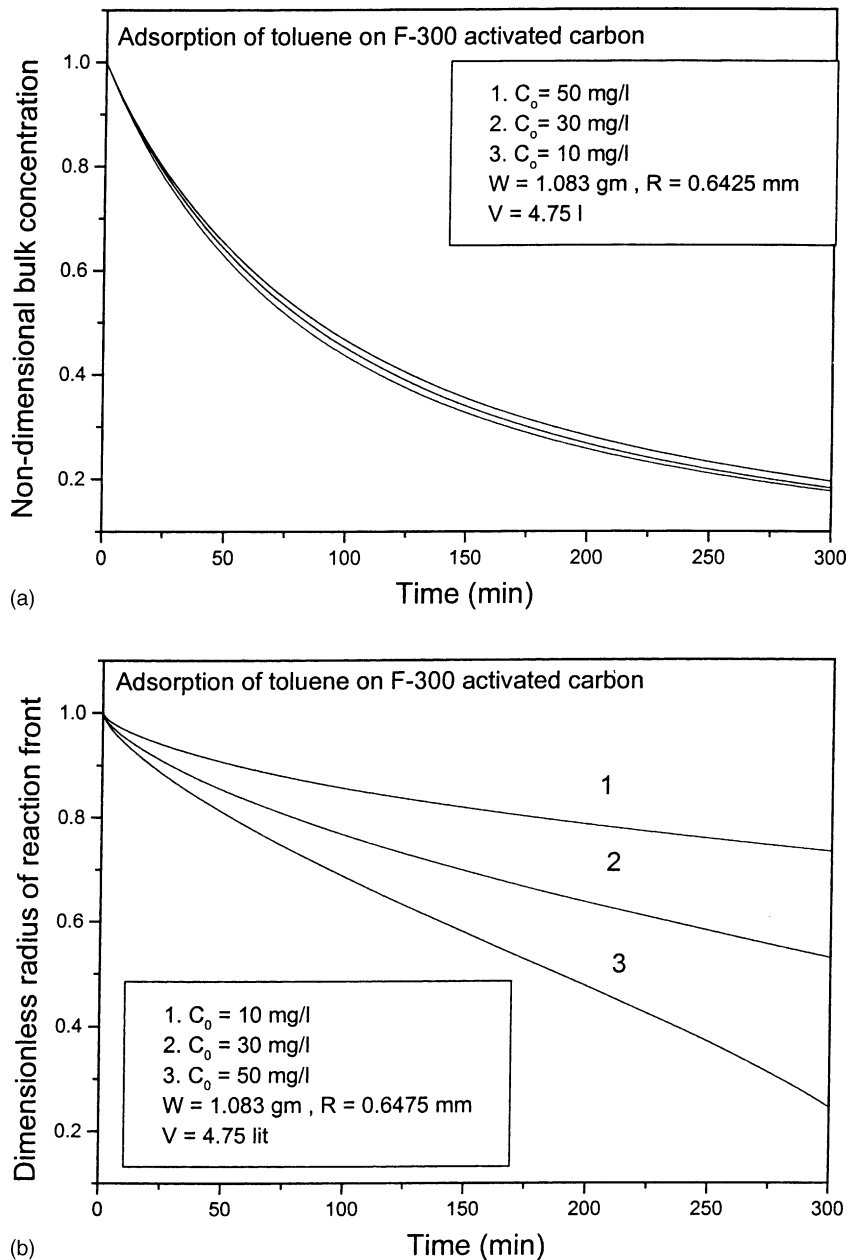 Adsorption of toluene on F-300 activated carbon
1. C₀= 50 mg/l
2. C₀= 30 mg/l
3. C₀= 10 mg/l
W = 1.083 gm , R = 0.6425 mm
V = 4.75 l
Non-dimensional bulk concentration
1.0
0.8
0.6
0.4
0.2
0 50 100 150 200 250 300
Time (min)
(a)
Adsorption of toluene on F-300 activated carbon
Dimensionless radius of reaction front
1.0
0.8
0.6
0.4
0.2
1
2
3
1. C₀ = 10 mg/l
2. C₀ = 30 mg/l
3. C₀ = 50 mg/l
W = 1.083 gm , R = 0.6475 mm
V = 4.75 lit
0 50 100 150 200 250 300
Time (min)
(b)